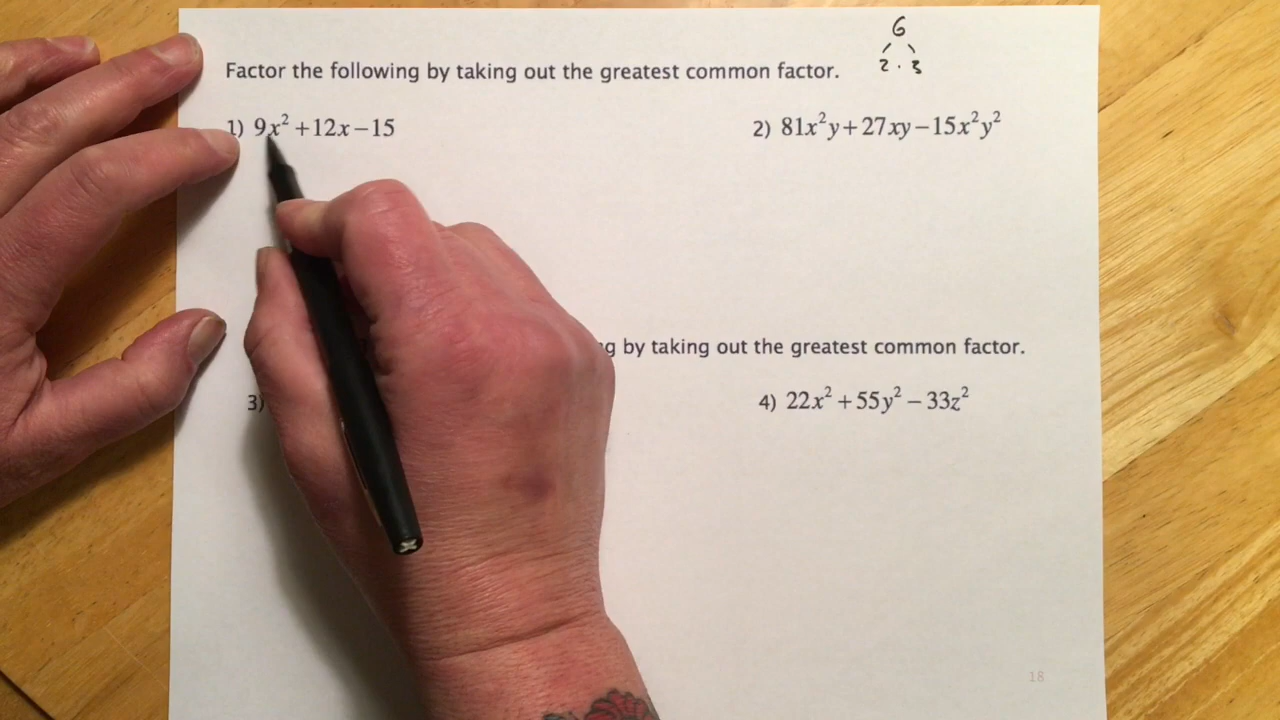 6
2 · 3
Factor the following by taking out the greatest common factor.
1) 9x² + 12x − 15
2) 81x²y + 27xy − 15x²y²
by taking out the greatest common factor.
3)
4) 22x² + 55y² − 33z²
18